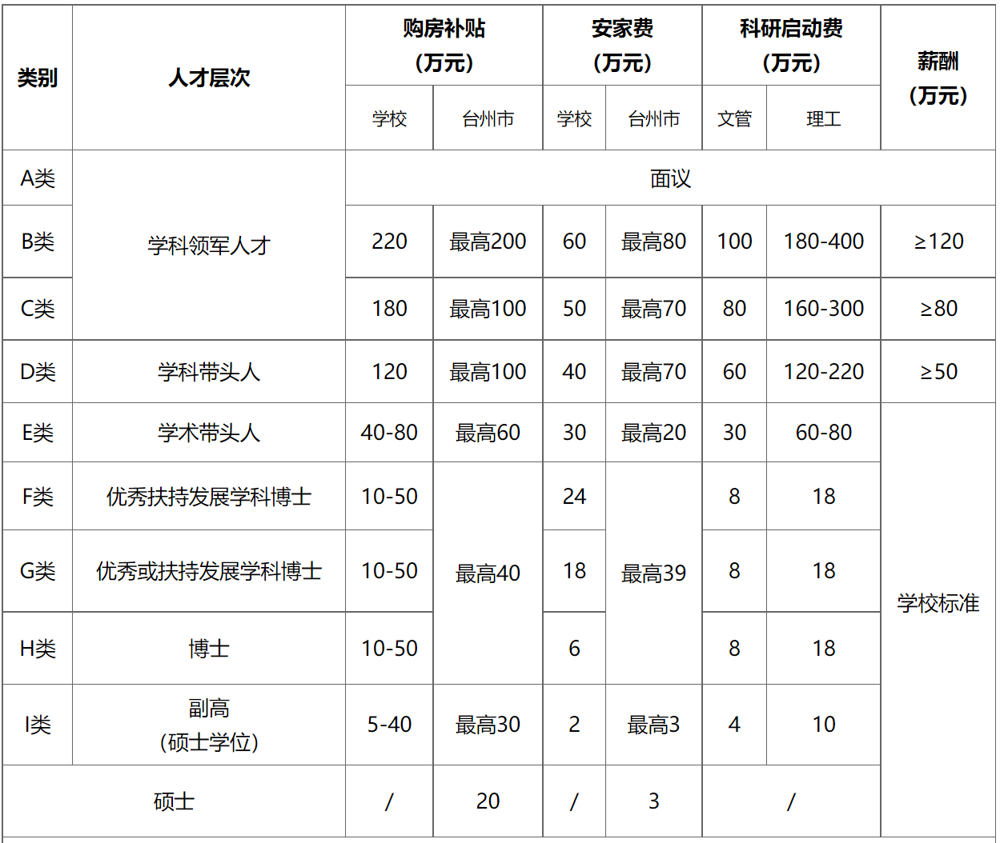 类别
人才层次
购房补贴
（万元）
安家费
（万元）
科研启动费
（万元）
薪酬
（万元）
学校
台州市
学校
台州市
文管
理工
A类
学科领军人才
面议
B类
220
最高200
60
最高80
100
180-400
≥120
C类
180
最高100
50
最高70
80
160-300
≥80
D类
学科带头人
120
最高100
40
最高70
60
120-220
≥50
E类
学术带头人
40-80
最高60
30
最高20
30
60-80
学校标准
F类
优秀扶持发展学科博士
10-50
最高40
24
最高39
8
18
G类
优秀或扶持发展学科博士
10-50
18
8
18
H类
博士
10-50
6
8
18
I类
副高
（硕士学位）
5-40
最高30
2
最高3
4
10
硕士
/
20
/
3
/